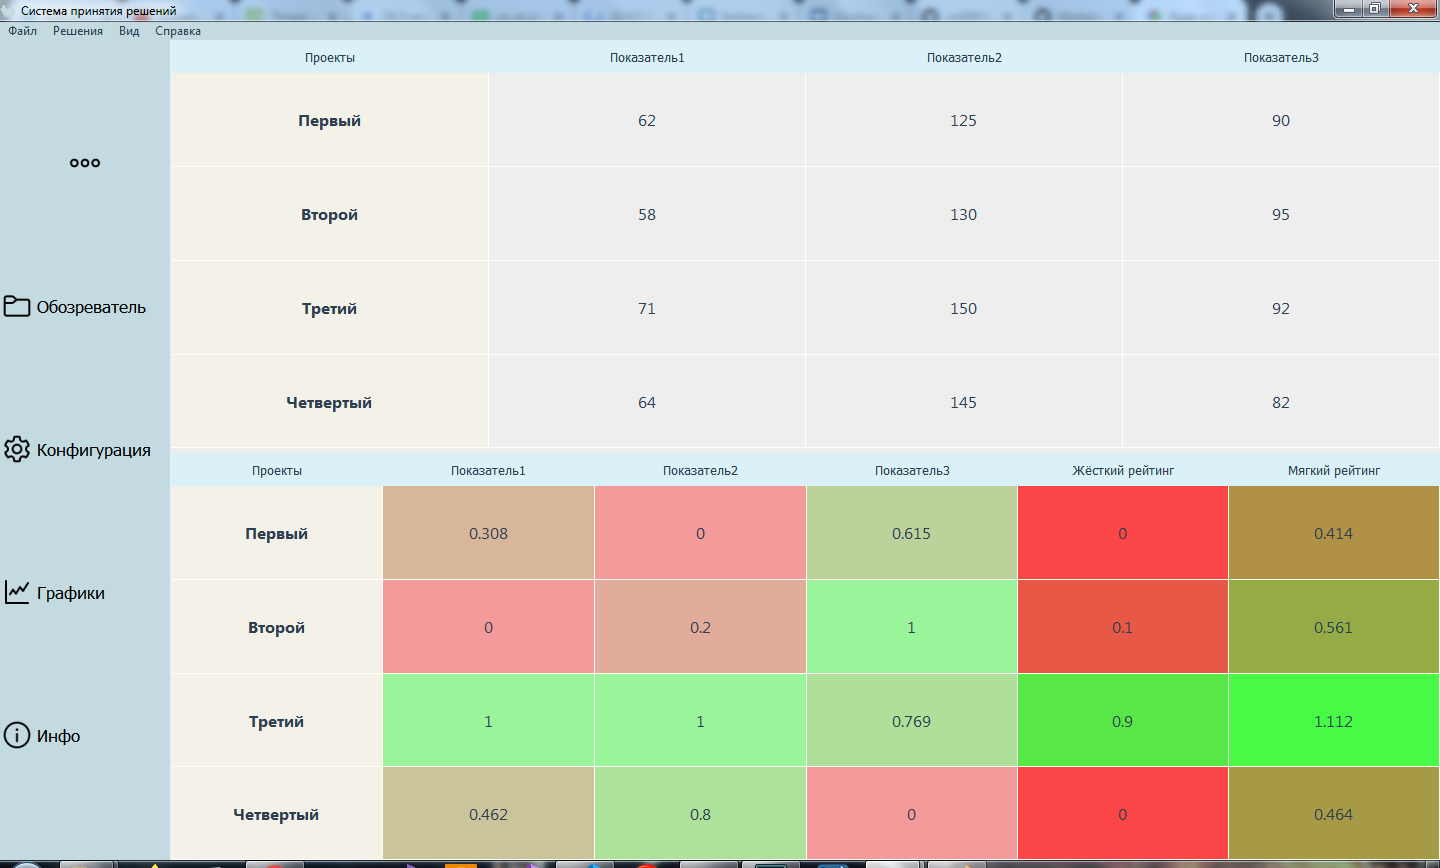 Система принятия решений
Файл Решения Вид Справка
Проекты Показатель1 Показатель2 Показатель3
Первый 62 125 90
Второй 58 130 95
Обозреватель
Третий 71 150 92
Четвертый 64 145 82
Конфигурация
Проекты Показатель1 Показатель2 Показатель3 Жёсткий рейтинг Мягкий рейтинг
Первый 0.308 0 0.615 0 0.414
Графики
Второй 0 0.2 1 0.1 0.561
Третий 1 1 0.769 0.9 1.112
Инфо
Четвертый 0.462 0.8 0 0 0.464